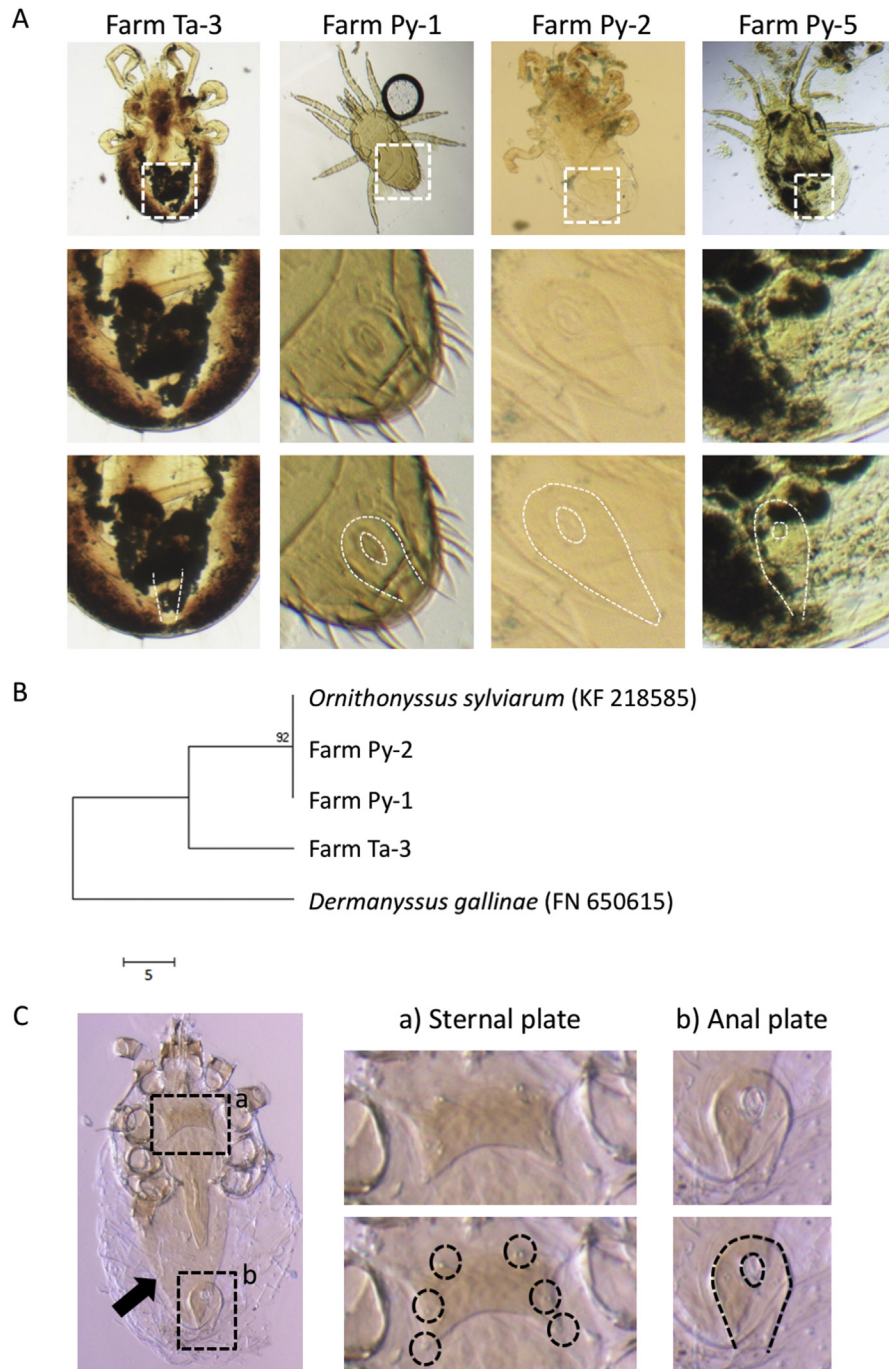 A
Farm Ta-3 Farm Py-1 Farm Py-2 Farm Py-5
B
Ornithonyssus sylviarum (KF 218585)
92
Farm Py-2
Farm Py-1
Farm Ta-3
Dermanyssus gallinae (FN 650615)
5
C
a) Sternal plate b) Anal plate
a
b